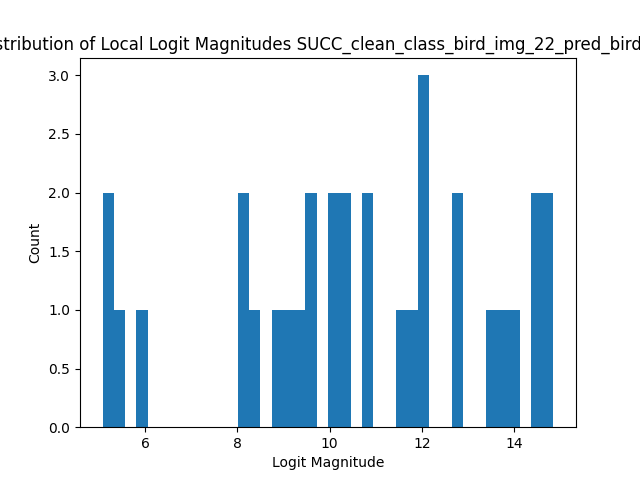 stribution of Local Logit Magnitudes SUCC_clean_class_bird_img_22_pred_bird
3.0
2.5
2.0
1.5
1.0
0.5
0.0
Count
6 8 10 12 14
Logit Magnitude